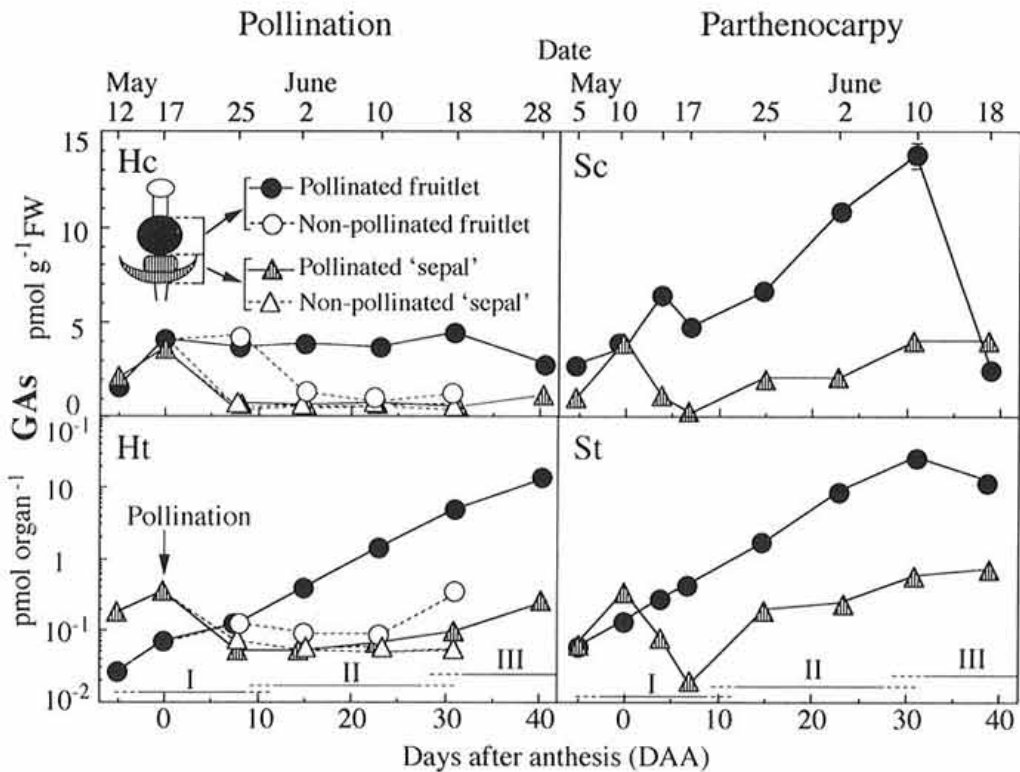 Pollination Parthenocarpy
Date
May June May June
12 17 25 2 10 18 28 5 10 17 25 2 10 18
15 Hc Sc
Pollinated fruitlet
Non-pollinated fruitlet
10
Pollinated ‘sepal’
Non-pollinated ‘sepal’
5
0
GAs pmol g⁻¹FW
10⁻¹ Ht St
10
Pollination
1
10⁻¹
10⁻²
pmol organ⁻¹
I II III I II III
0 10 20 30 40 0 10 20 30 40
Days after anthesis (DAA)